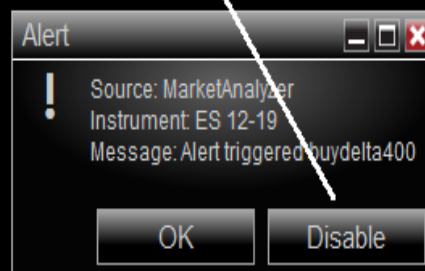 Alert
Source: MarketAnalyzer
Instrument: ES 12-19
Message: Alert triggered buydelta400
OK
Disable